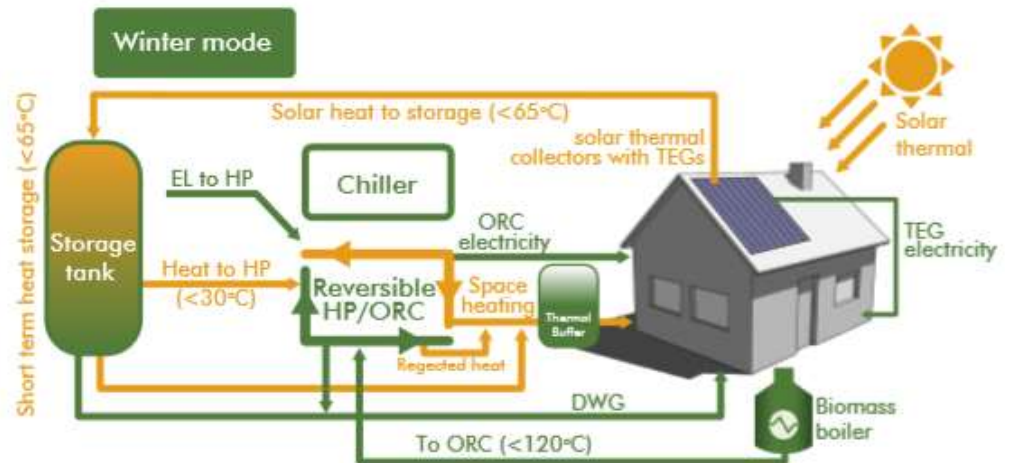 Winter mode
Solar heat to storage (<65°C)
Short term heat storage (<65°C)
solar thermal
collectors with TEGs
Solar
thermal
EL to HP
Chiller
ORC
electricity
TEG
electricity
Storage
tank
Heat to HP
(<30°C)
Reversible
HP/ORC
Space
heating
Thermal
Buffer
Regected heat
DWG
Biomass
boiler
To ORC (<120°C)